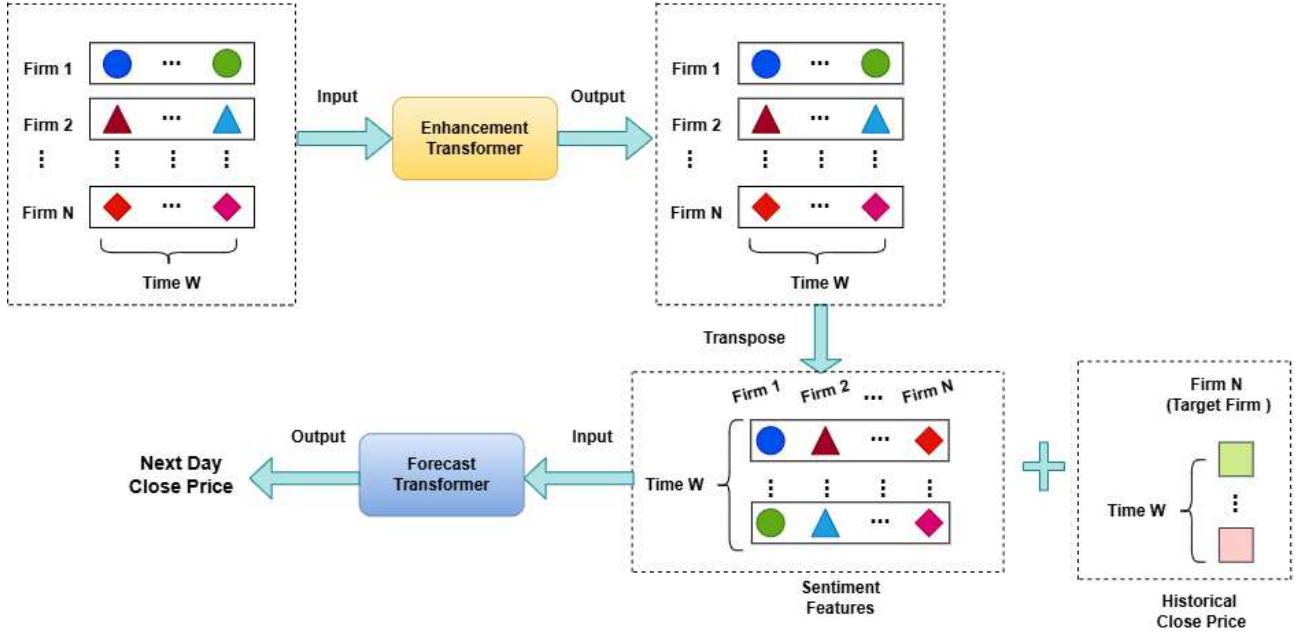 Firm 1
...
Input
Output
Firm 1
...
Firm 2
...
Enhancement
Transformer
Firm 2
...
Firm N
...
Firm N
...
Time W
Time W
Transpose
Firm 1 Firm 2 ... Firm N
Firm N
(Target Firm )
Output
Input
...
Next Day
Close Price
Forecast
Transformer
Time W
Time W
...
Sentiment
Features
Historical
Close Price